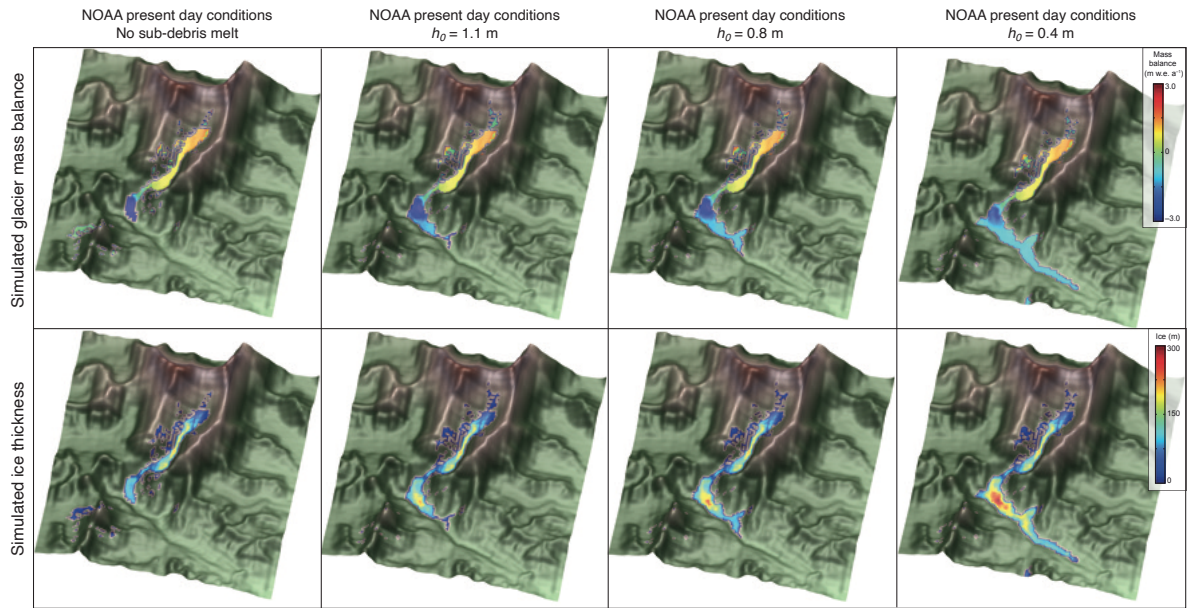 NOAA present day conditions
No sub-debris melt
NOAA present day conditions
h₀ = 1.1 m
NOAA present day conditions
h₀ = 0.8 m
NOAA present day conditions
h₀ = 0.4 m
Simulated glacier mass balance
Mass
balance
(m w.e. a⁻¹)
3.0
0
–3.0
Simulated ice thickness
Ice (m)
300
150
0